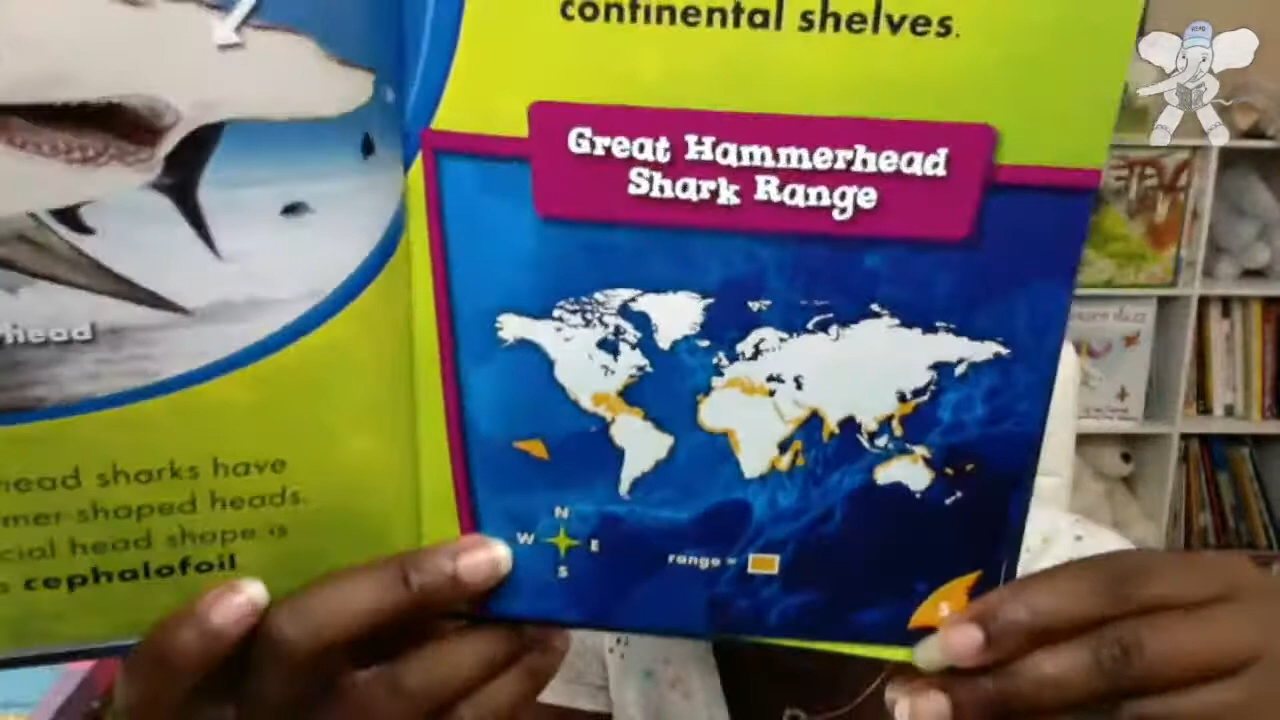 head
head sharks have
mer shaped heads.
cial head shape is
cephalofoil
continental shelves.
Great Hammerhead
Shark Range
N
W E
S
range =
READ